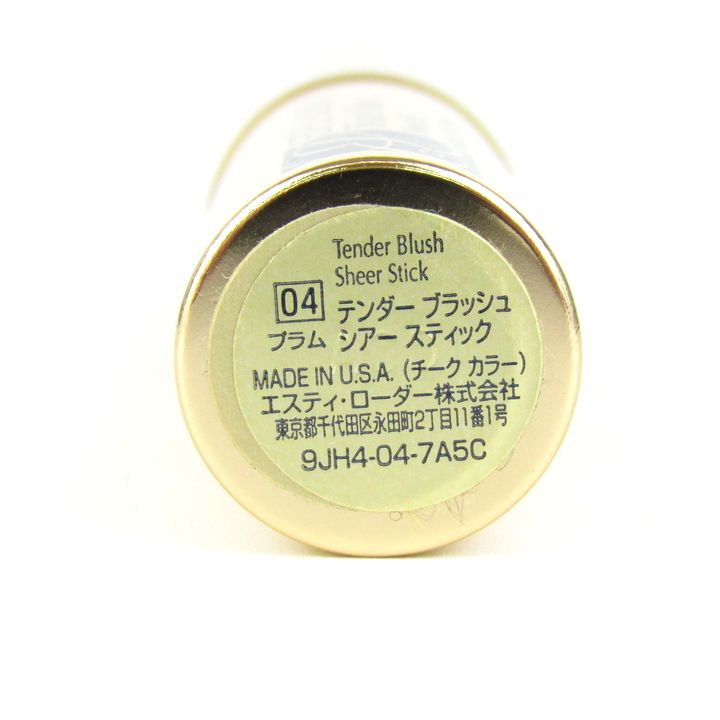 Tender Blush
Sheer Stick
04 テンダー ブラッシュ
プラム シアー スティック
MADE IN U.S.A. (チーク カラー)
エスティ・ローダー株式会社
東京都千代田区永田町2丁目11番1号
9JH4-04-7A5C